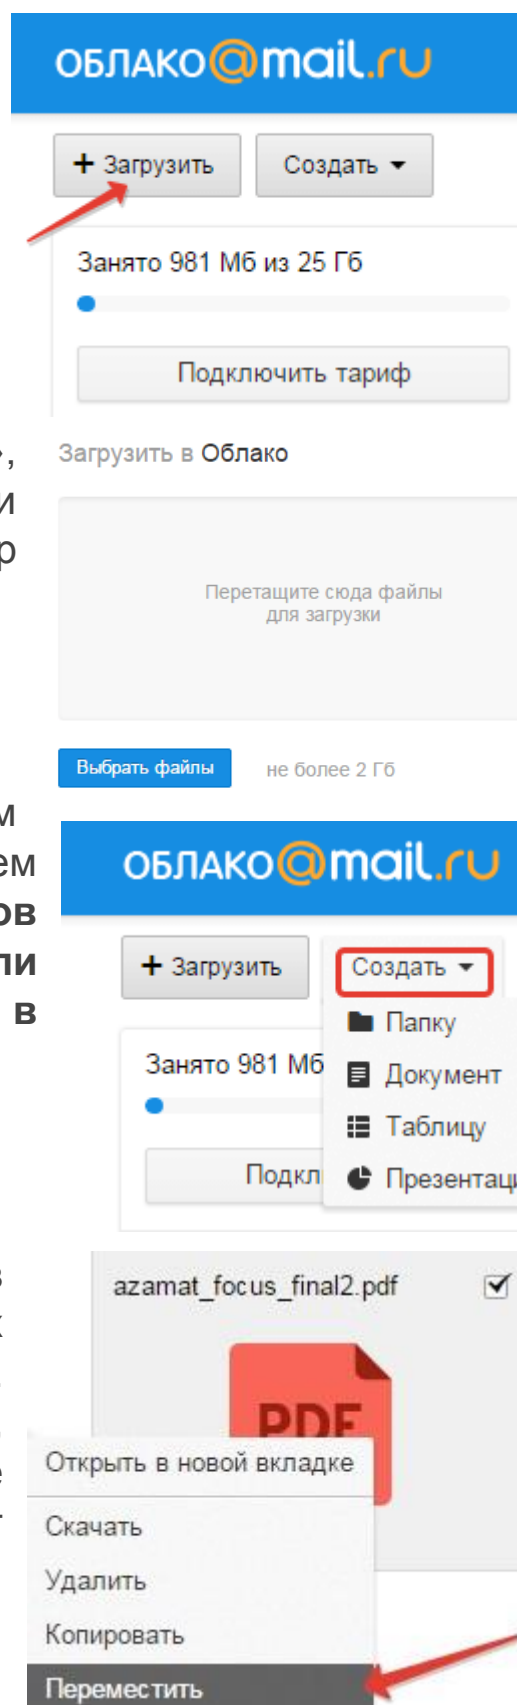 ОБЛАКО@mail.ru
+ Загрузить Создать
Занято 981 Мб из 25 Гб
Подключить тариф
Загрузить в Облако
Перетащите сюда файлы
для загрузки
Выбрать файлы не более 2 Гб
ОБЛАКО@mail.ru
+ Загрузить Создать
Папку
Занято 981 Мб
Документ
Таблицу
azamat_focus_final2.pdf
PDF
Открыть в новой вкладке
Скачать
Удалить
Копировать
Переместить